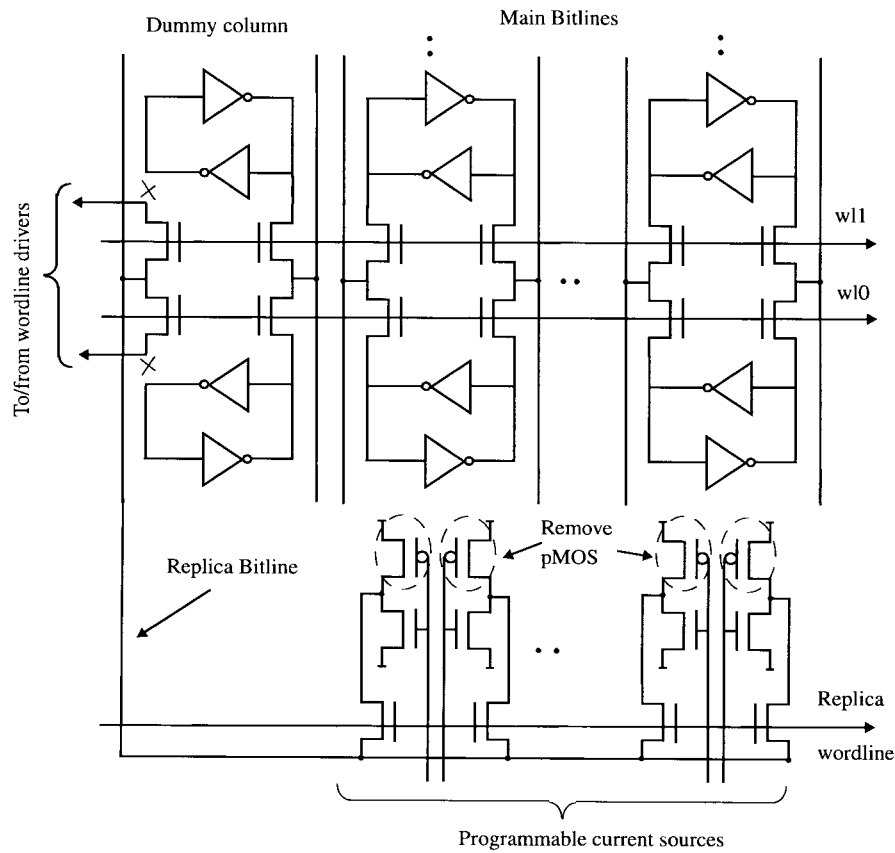 Dummy column
Main Bitlines
To/from wordline drivers
wl1
wl0
Remove
pMOS
Replica Bitline
Replica
wordline
Programmable current sources